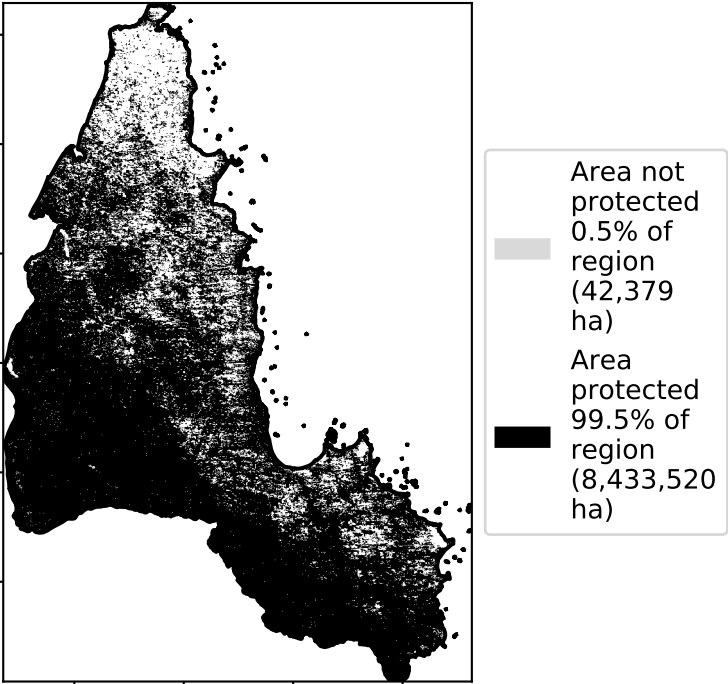 Area not
protected
0.5% of
region
(42,379
ha)
Area
protected
99.5% of
region
(8,433,520
ha)